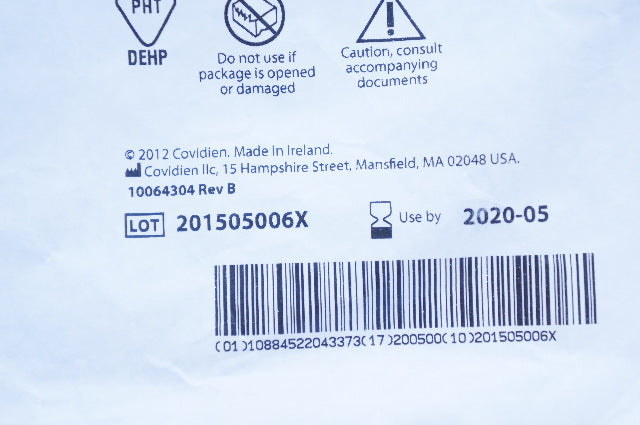 PHT
DEHP
Do not use if
package is opened
or damaged
Caution, consult
accompanying
documents
© 2012 Covidien. Made in Ireland.
Covidien llc, 15 Hampshire Street, Mansfield, MA 02048 USA.
10064304 Rev B
LOT 201505006X
Use by 2020-05
(01)10884522043373(17)200500(10)201505006X